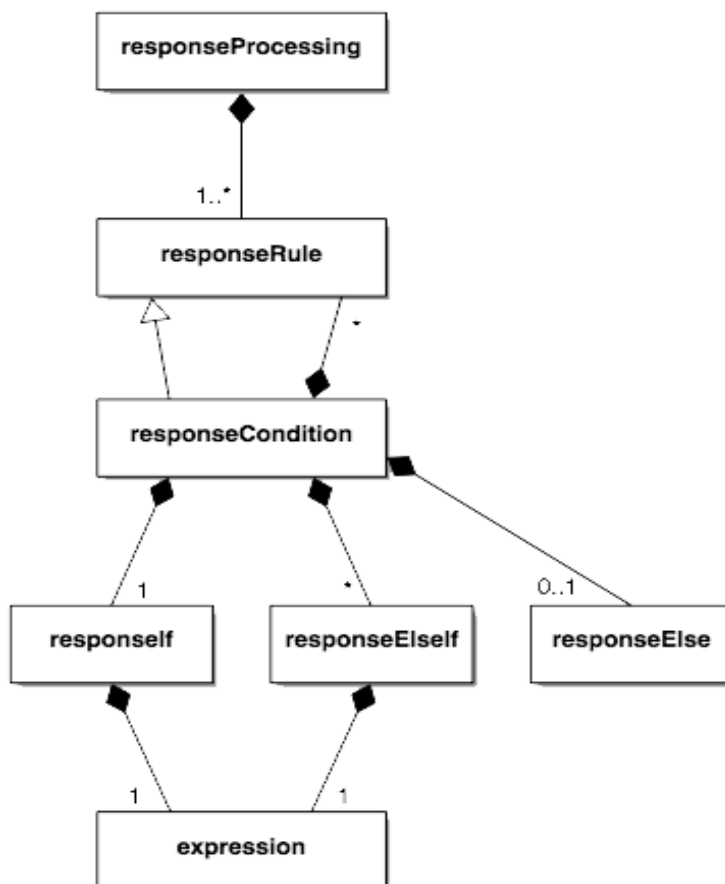 responseProcessing
1..*
responseRule
*
responseCondition
1
*
0..1
responseIf
responseElseIf
responseElse
1
1
expression